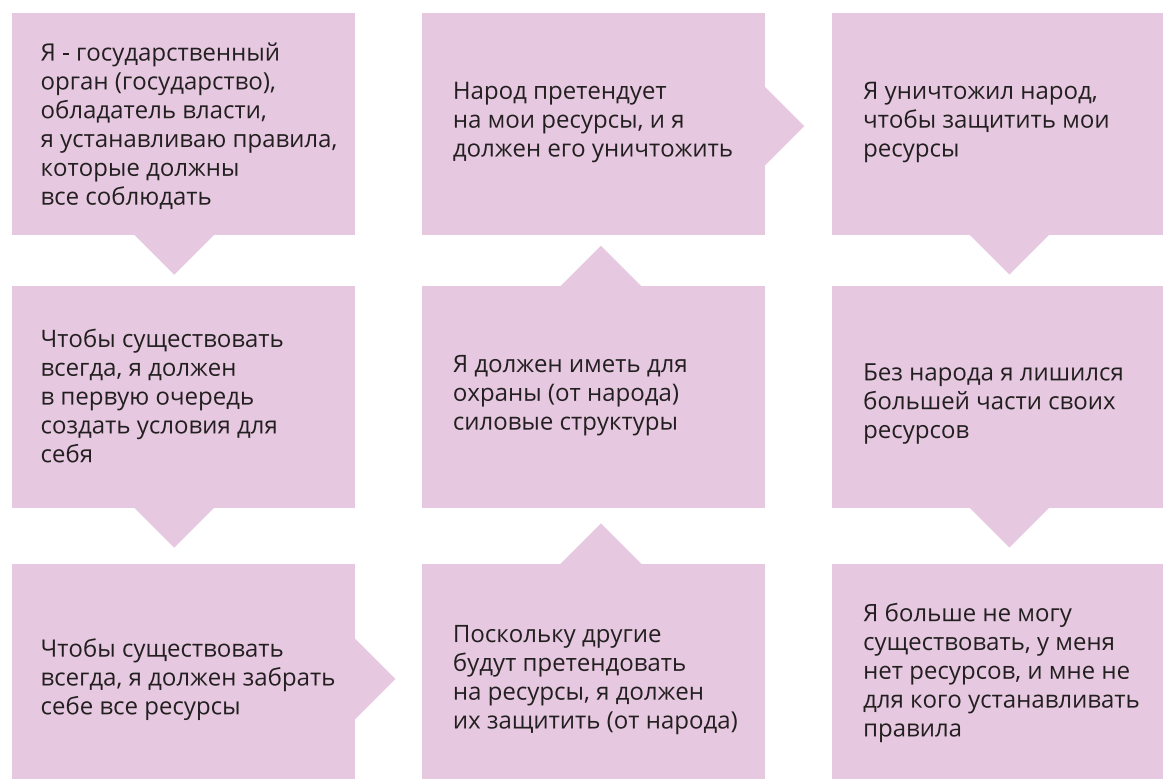 Я - государственный
орган (государство),
обладатель власти,
я устанавливаю правила,
которые должны
все соблюдать
Чтобы существовать
всегда, я должен
в первую очередь
создать условия для
себя
Чтобы существовать
всегда, я должен забрать
себе все ресурсы
Поскольку другие
будут претендовать
на ресурсы, я должен
их защитить (от народа)
Я должен иметь для
охраны (от народа)
силовые структуры
Народ претендует
на мои ресурсы, и я
должен его уничтожить
Я уничтожил народ,
чтобы защитить мои
ресурсы
Без народа я лишился
большей части своих
ресурсов
Я больше не могу
существовать, у меня
нет ресурсов, и мне не
для кого устанавливать
правила